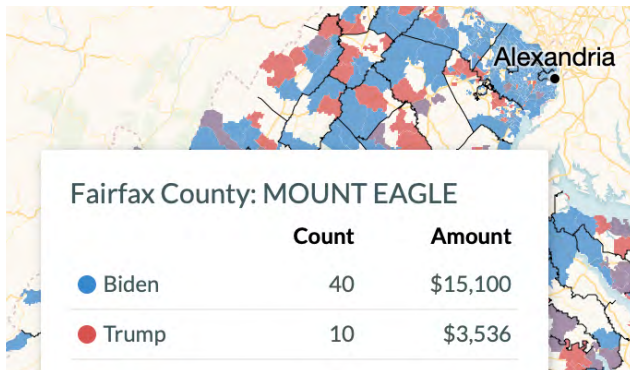 Alexandria
Fairfax County: MOUNT EAGLE
Count Amount
Biden 40 $15,100
Trump 10 $3,536